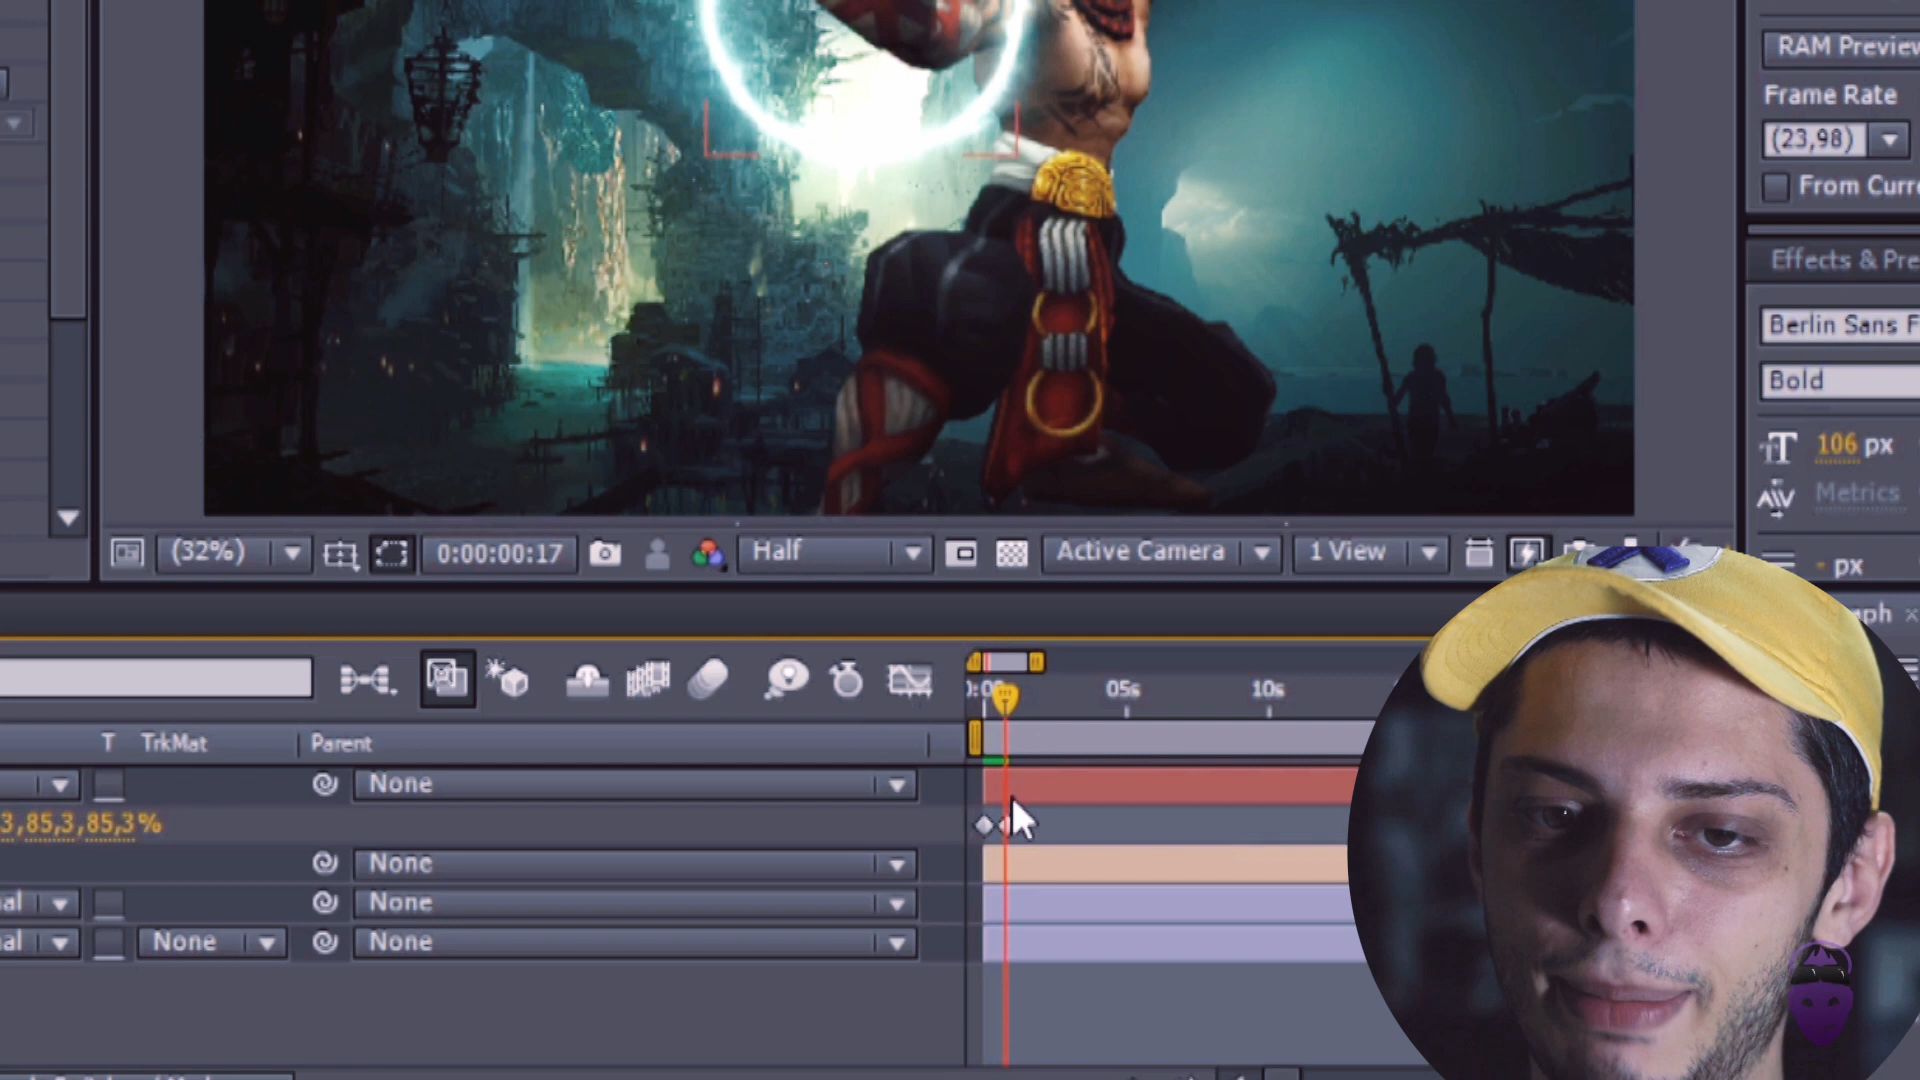 RAM Preview
Frame Rate
(23,98)
From Curre
Effects & Pre
Berlin Sans F
Bold
106 px
Metrics
- px
(32%)
0:00:00:17
Half
Active Camera
1 View
aph
05s
10s
T
TrkMat
Parent
None
3,85,3,85,3%
None
al
None
al
None
None